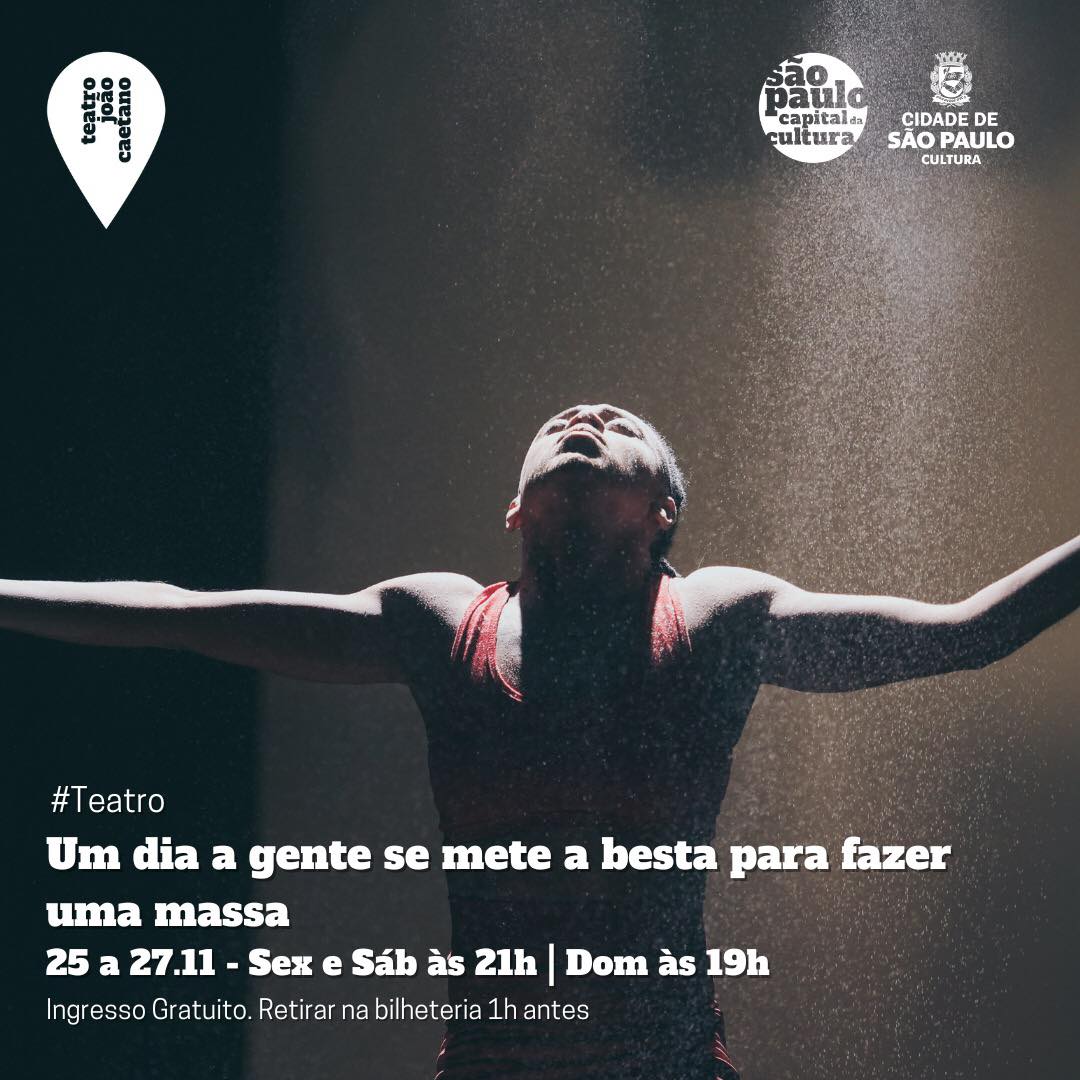 teatro
joão
caetano
são
paulo
capital da
cultura
CIDADE DE
SÃO PAULO
CULTURA
#Teatro
Um dia a gente se mete a besta para fazer
uma massa
25 a 27.11 - Sex e Sáb às 21h | Dom às 19h
Ingresso Gratuito. Retirar na bilheteria 1h antes